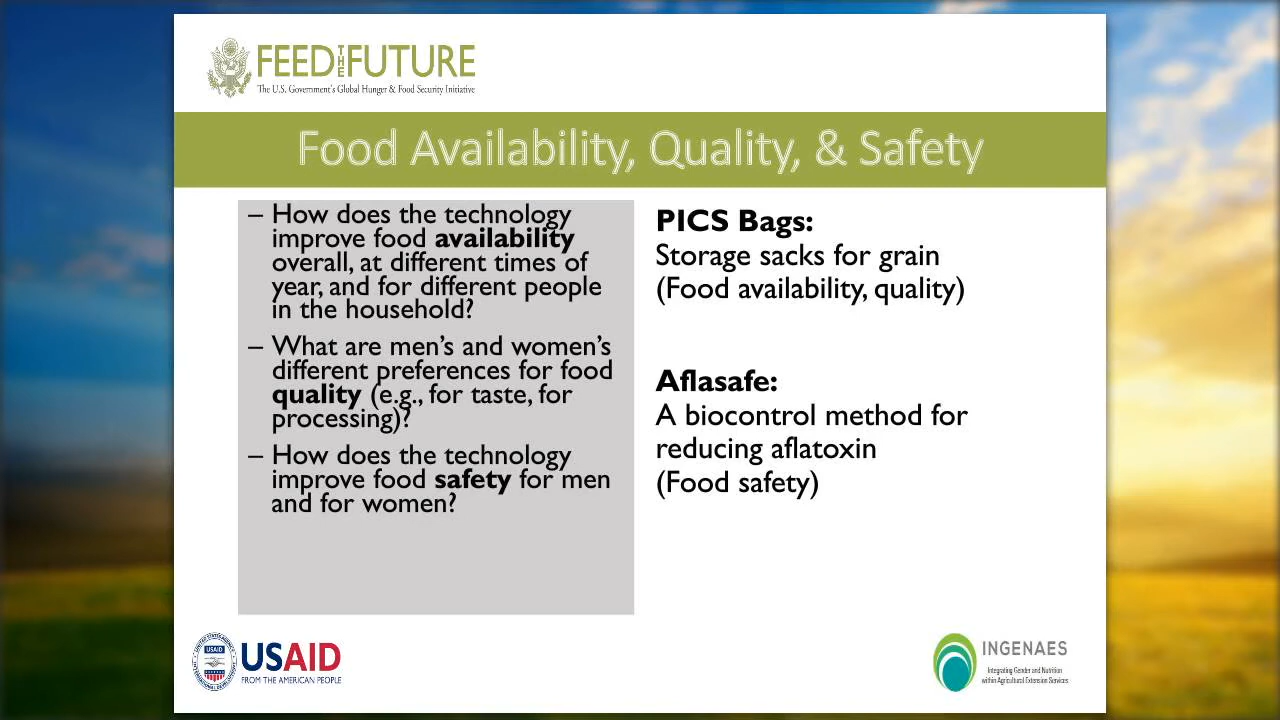 FEED THE FUTURE
The U.S. Government's Global Hunger & Food Security Initiative
Food Availability, Quality, & Safety
– How does the technology
improve food availability
overall, at different times of
year, and for different people
in the household?
– What are men's and women's
different preferences for food
quality (e.g., for taste, for
processing)?
– How does the technology
improve food safety for men
and for women?
PICS Bags:
Storage sacks for grain
(Food availability, quality)
Aflasafe:
A biocontrol method for
reducing aflatoxin
(Food safety)
USAID
USAID
FROM THE AMERICAN PEOPLE
INGENAES
Integrating Gender and Nutrition
within Agricultural Extension Services